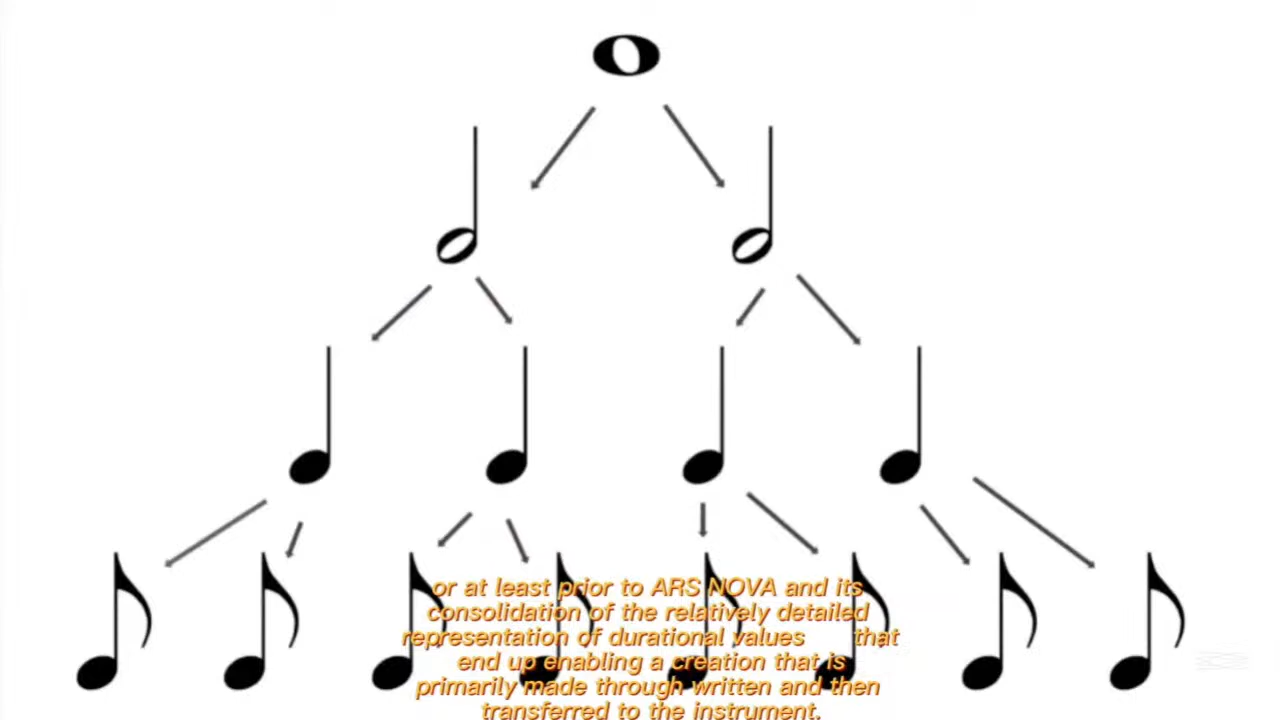 or at least prior to ARS NOVA and its
consolidation of the relatively detailed
representation of durational values that
end up enabling a creation that is
primarily made through written and then
transferred to the instrument.